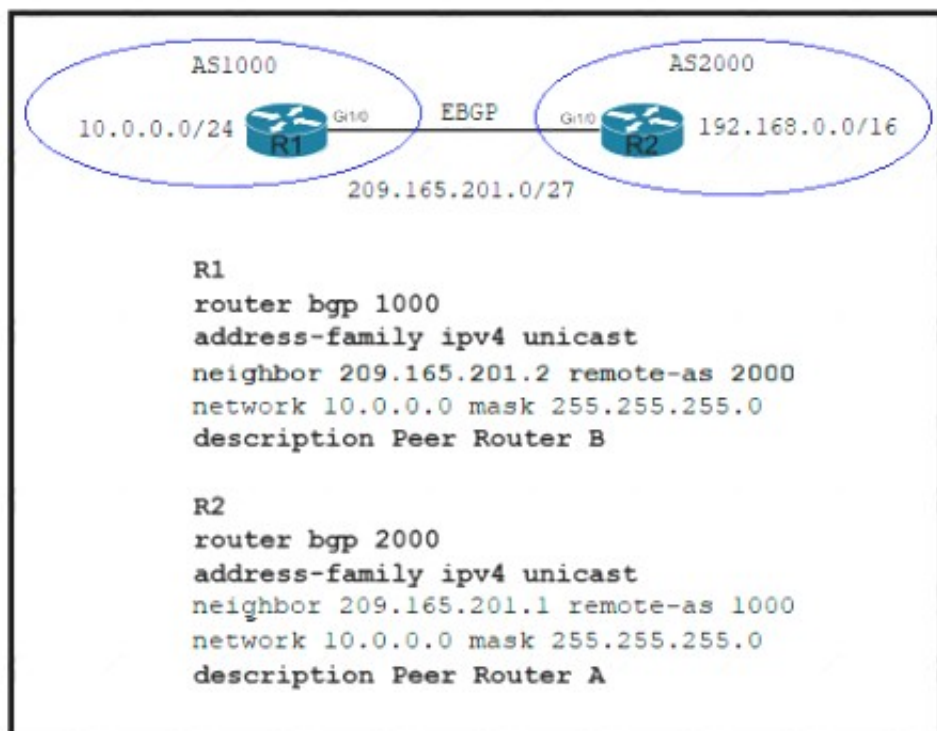 AS1000
AS2000
10.0.0.0/24
Gi1/0
EBGP
Gi1/0
192.168.0.0/16
R1
R2
209.165.201.0/27
R1
router bgp 1000
address-family ipv4 unicast
neighbor 209.165.201.2 remote-as 2000
network 10.0.0.0 mask 255.255.255.0
description Peer Router B
R2
router bgp 2000
address-family ipv4 unicast
neighbor 209.165.201.1 remote-as 1000
network 10.0.0.0 mask 255.255.255.0
description Peer Router A